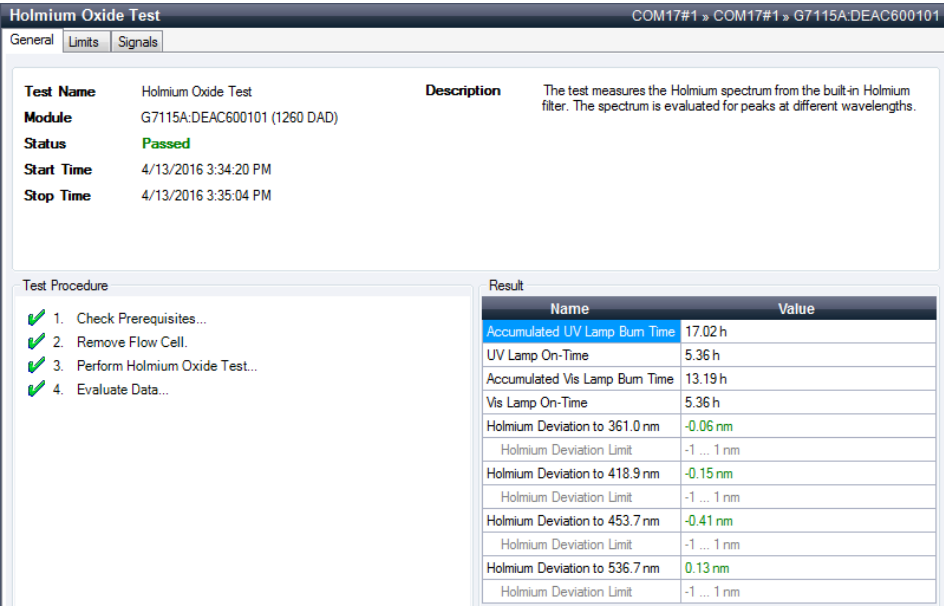 Holmium Oxide Test COM17#1 » COM17#1 » G7115A:DEAC600101
General Limits Signals
Test Name Holmium Oxide Test
Module G7115A:DEAC600101 (1260 DAD)
Status Passed
Start Time 4/13/2016 3:34:20 PM
Stop Time 4/13/2016 3:35:04 PM
Description The test measures the Holmium spectrum from the built-in Holmium
filter. The spectrum is evaluated for peaks at different wavelengths.
Test Procedure
1. Check Prerequisites...
2. Remove Flow Cell.
3. Perform Holmium Oxide Test...
4. Evaluate Data...
Result
Name Value
Accumulated UV Lamp Burn Time 17.02 h
UV Lamp On-Time 5.36 h
Accumulated Vis Lamp Burn Time 13.19 h
Vis Lamp On-Time 5.36 h
Holmium Deviation to 361.0 nm -0.06 nm
Holmium Deviation Limit -1 ... 1 nm
Holmium Deviation to 418.9 nm -0.15 nm
Holmium Deviation Limit -1 ... 1 nm
Holmium Deviation to 453.7 nm -0.41 nm
Holmium Deviation Limit -1 ... 1 nm
Holmium Deviation to 536.7 nm 0.13 nm
Holmium Deviation Limit -1 ... 1 nm